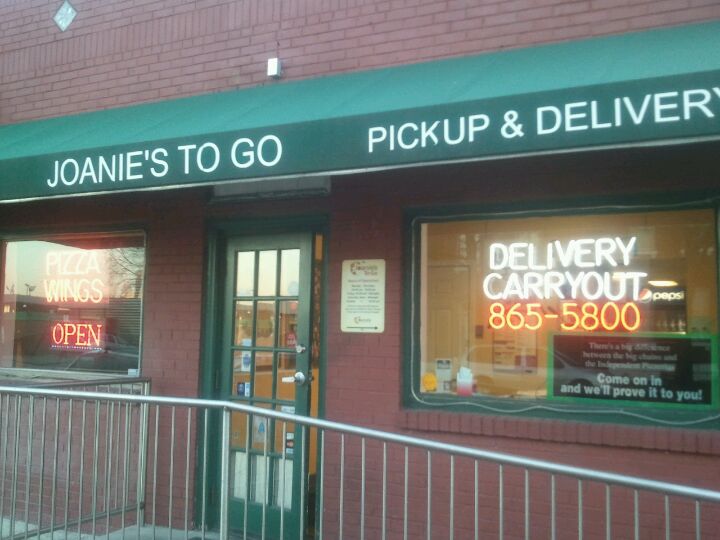 JOANIE'S TO GO
PICKUP & DELIVERY
PIZZA
WINGS
OPEN
DELIVERY
CARRYOUT
865-5800
pepsi
There's a big difference
between the big chains and
the Independent
Come on in
and we'll prove it to you!